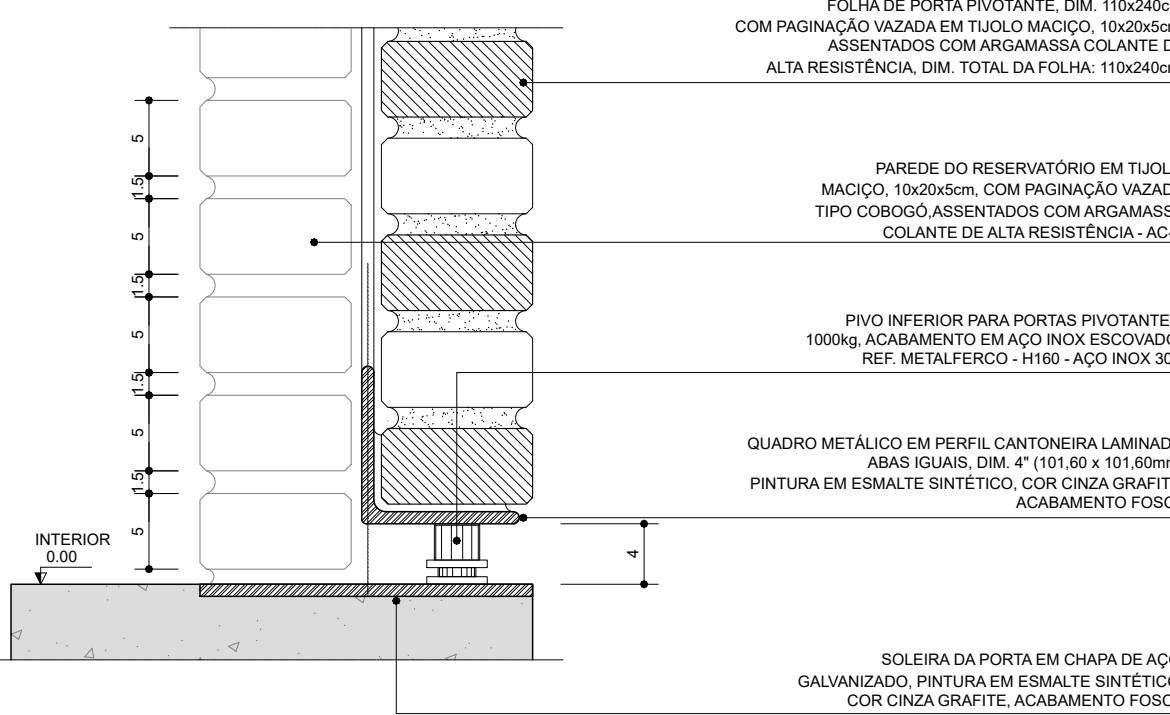 FOLHA DE PORTA PIVOTANTE, DIM. 110x240c
COM PAGINAÇÃO VAZADA EM TIJOLO MACIÇO, 10x20x5c
ASSENTADOS COM ARGAMASSA COLANTE D
ALTA RESISTÊNCIA, DIM. TOTAL DA FOLHA: 110x240c
PAREDE DO RESERVATÓRIO EM TIJOL
MACIÇO, 10x20x5cm, COM PAGINAÇÃO VAZAD
TIPO COBOGÓ,ASSENTADOS COM ARGAMASS
COLANTE DE ALTA RESISTÊNCIA - AC-
PIVO INFERIOR PARA PORTAS PIVOTANTE
1000kg, ACABAMENTO EM AÇO INOX ESCOVADO
REF. METALFERCO - H160 - AÇO INOX 30
QUADRO METÁLICO EM PERFIL CANTONEIRA LAMINAD
ABAS IGUAIS, DIM. 4" (101,60 x 101,60mm
PINTURA EM ESMALTE SINTÉTICO, COR CINZA GRAFIT
ACABAMENTO FOSC
SOLEIRA DA PORTA EM CHAPA DE AÇ
GALVANIZADO, PINTURA EM ESMALTE SINTÉTICO
COR CINZA GRAFITE, ACABAMENTO FOSC
5
1.5
5
1.5
5
1.5
5
1.5
5
4
INTERIOR
0.00